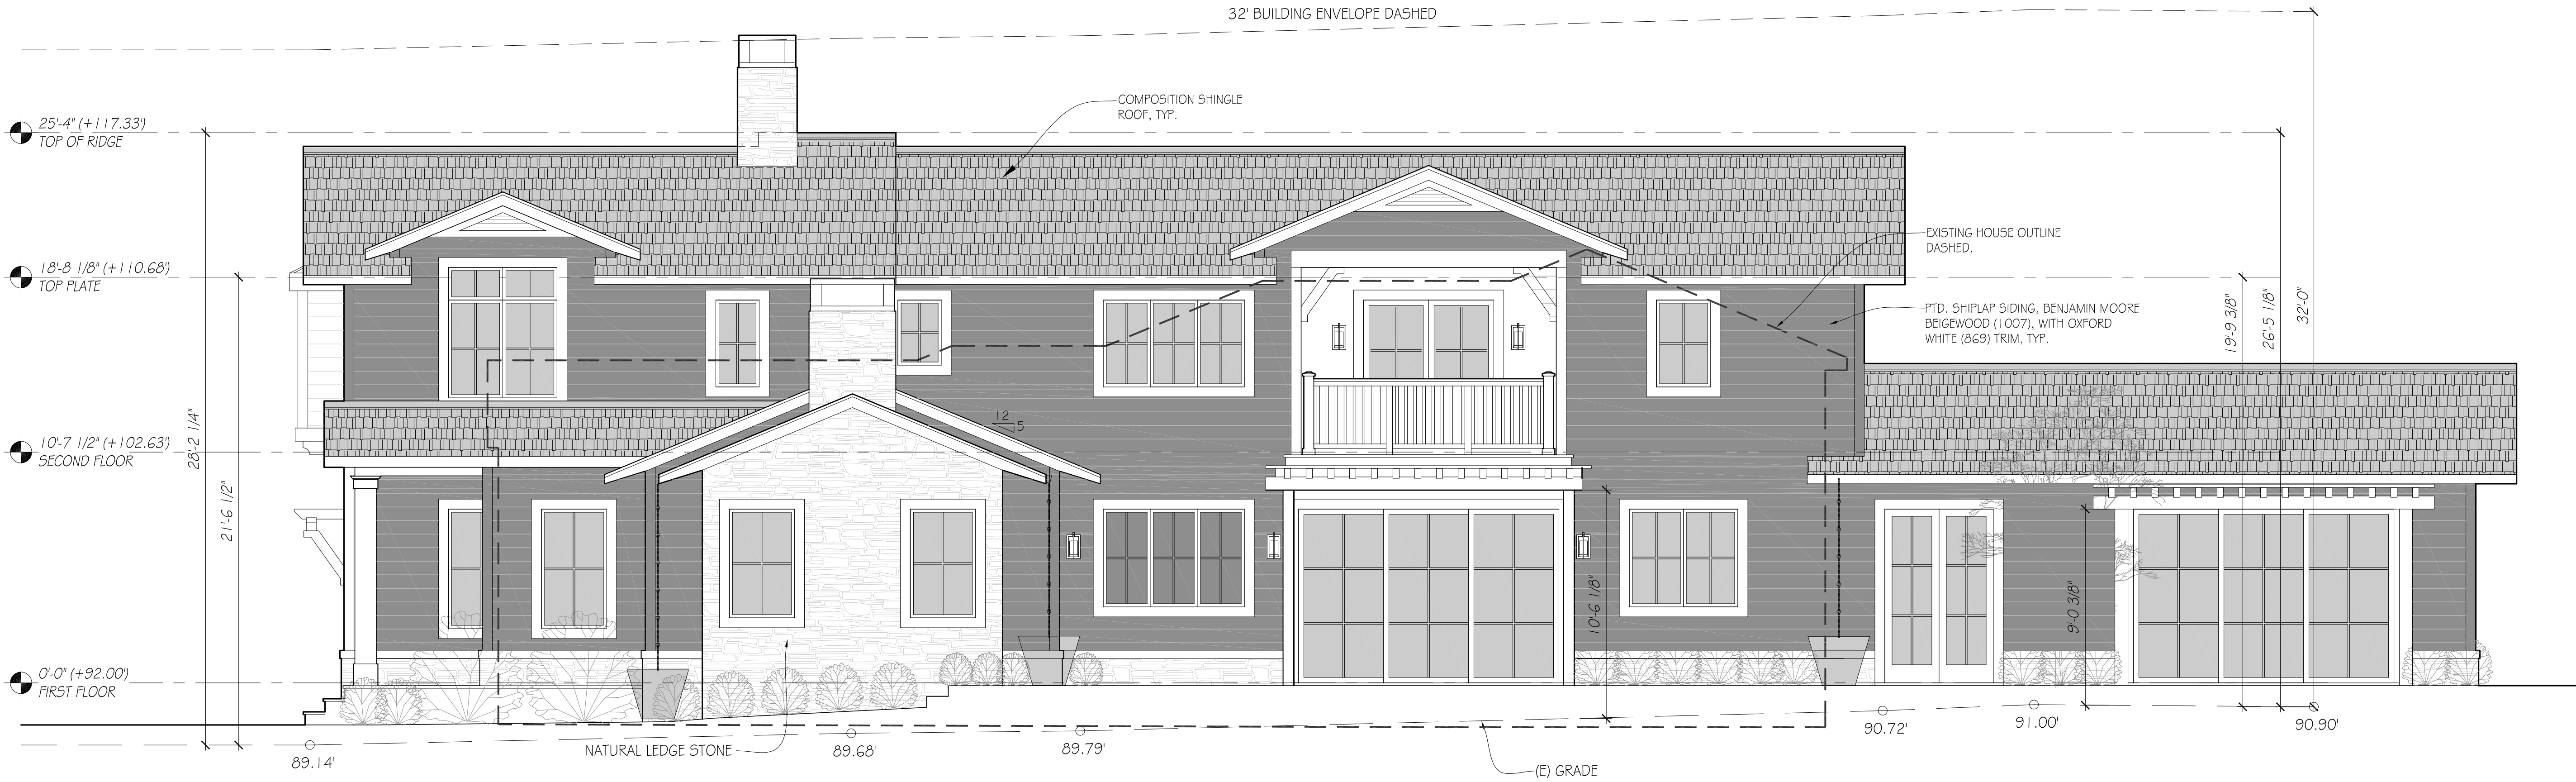 32' BUILDING ENVELOPE DASHED
COMPOSITION SHINGLE
ROOF, TYP.
25'-4" (+117.33')
TOP OF RIDGE
EXISTING HOUSE OUTLINE
DASHED.
18'-8 1/8" (+110.68')
TOP PLATE
PTD. SHIPLAP SIDING, BENJAMIN MOORE
BEIGEWOOD (1007), WITH OXFORD
WHITE (869) TRIM, TYP.
19'-9 3/8"
26'-5 1/8"
32'-0"
28'-2 1/4"
12
5
10'-7 1/2" (+102.63')
SECOND FLOOR
21'-6 1/2"
10'-6 1/8"
9'-0 3/8"
0'-0" (+92.00')
FIRST FLOOR
NATURAL LEDGE STONE
89.14'
89.68'
89.79'
90.72'
91.00'
90.90'
(E) GRADE